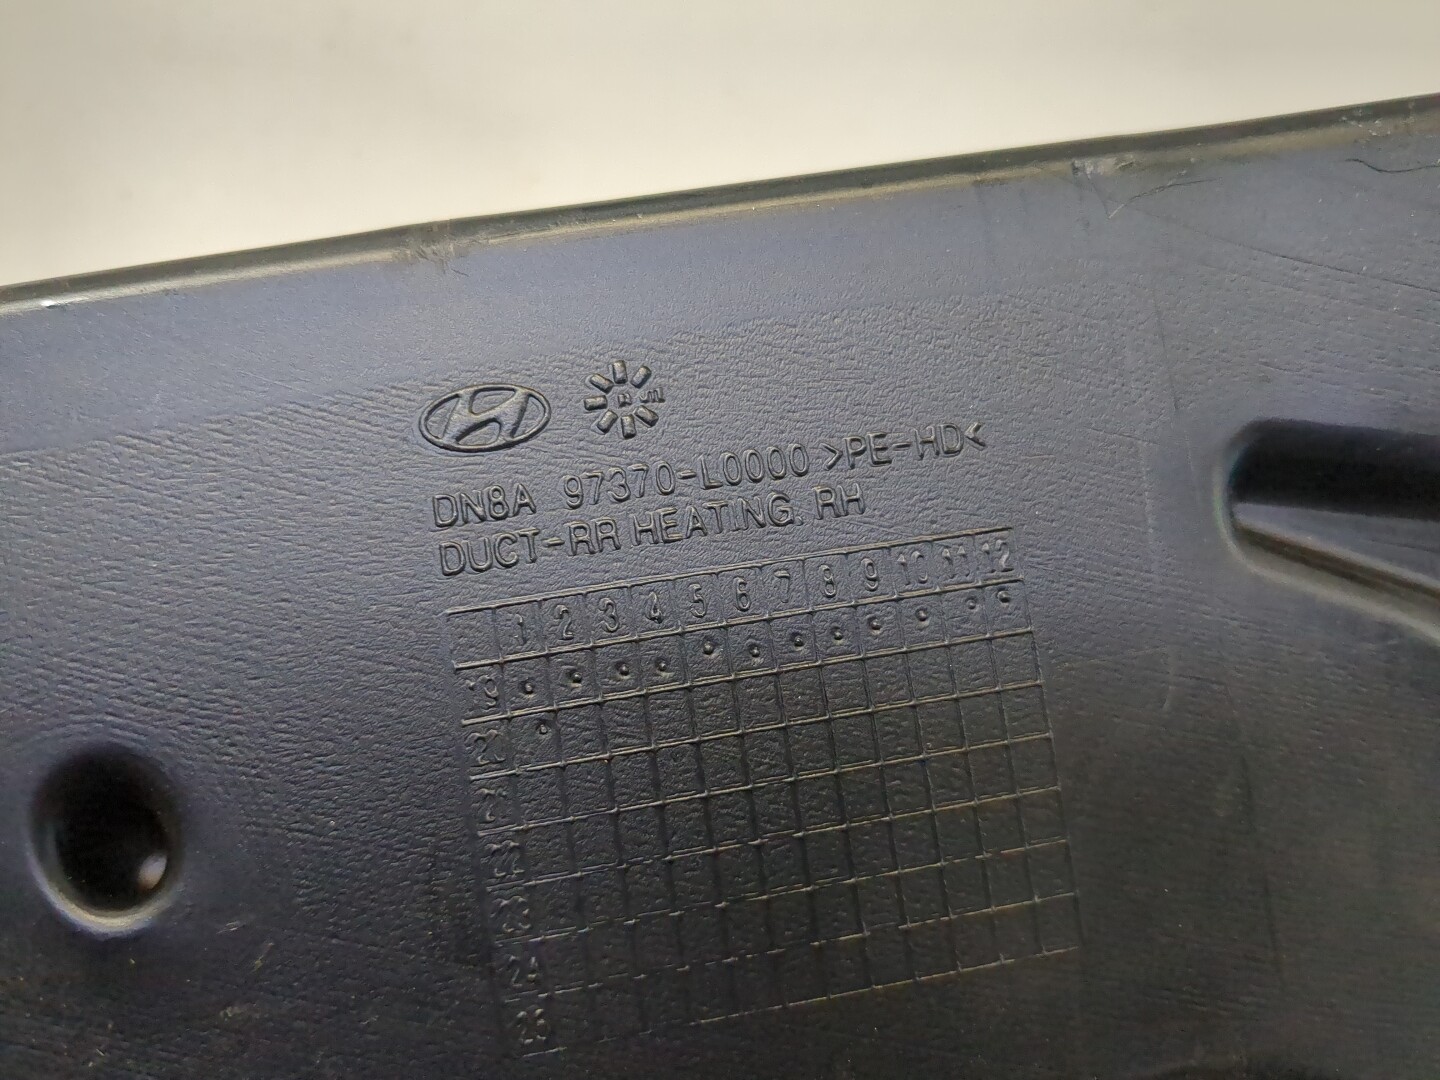 DN8A 97370-L0000 >PE-HD<
DUCT-RR HEATING, RH
1 2 3 4 5 6 7 8 9 10 11 12
19
20
21
22
23
24
25